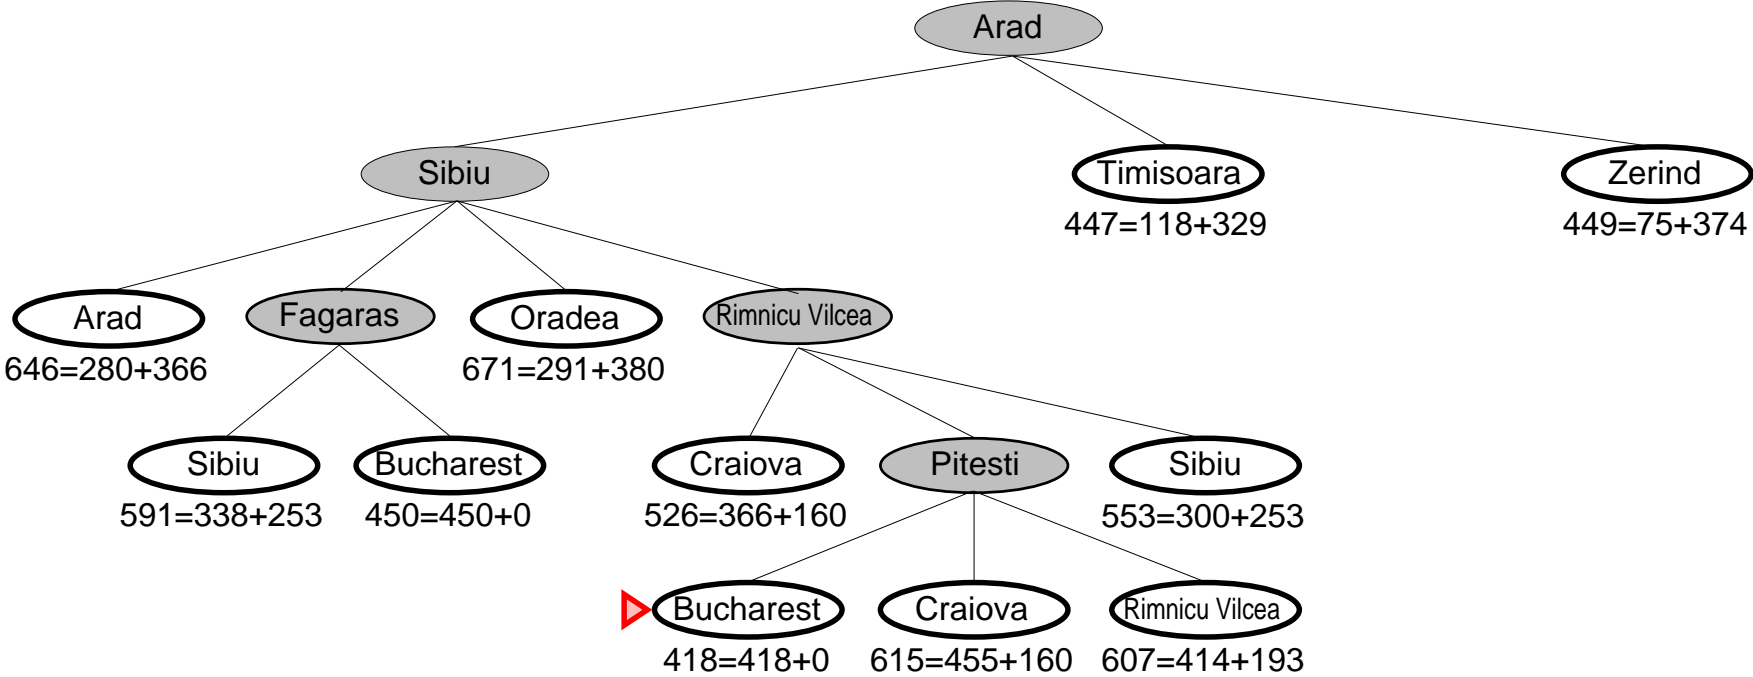 Arad
Sibiu
Timisoara
Zerind
447=118+329
449=75+374
Arad
Fagaras
Oradea
Rimnicu Vilcea
646=280+366
671=291+380
Sibiu
Bucharest
Craiova
Pitesti
Sibiu
591=338+253
450=450+0
526=366+160
553=300+253
Bucharest
Craiova
Rimnicu Vilcea
418=418+0
615=455+160
607=414+193